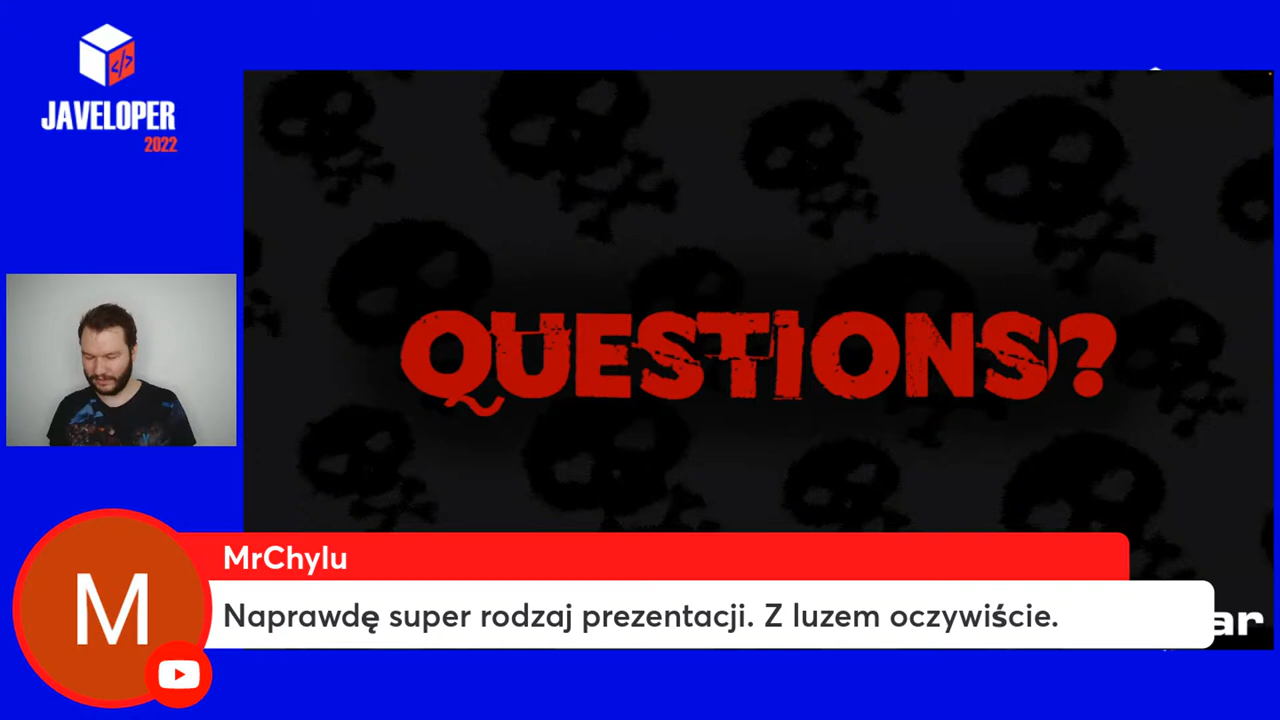 </>
JAVELOPER
2022
QUESTIONS?
M
MrChylu
Naprawdę super rodzaj prezentacji. Z luzem oczywiście.